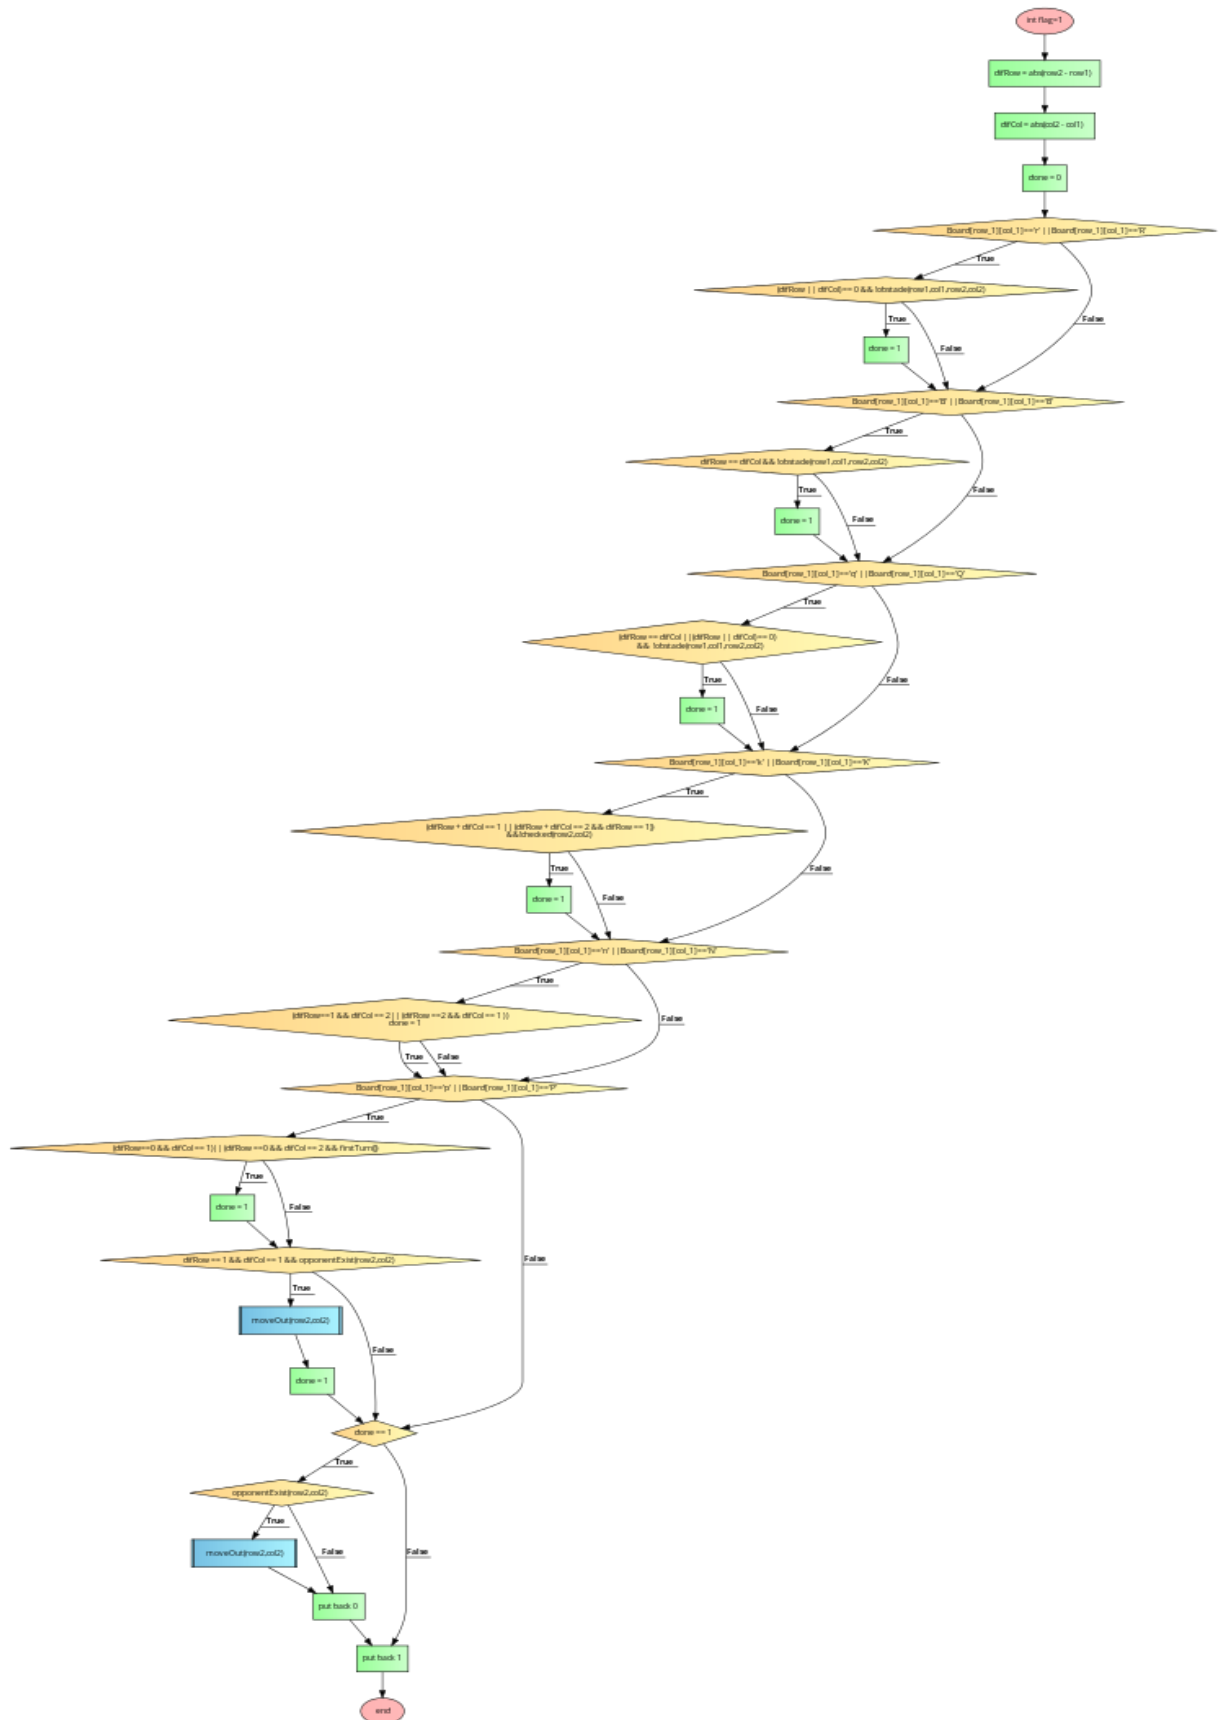 int flag=1
difRow = abs(row2 - row1)
difCol = abs(col2 - col1)
done = 0
Board[row_1][col_1]=='r' ||Board[row_1][col_1]=='R'
True
False
(difRow || difCol)== 0 && !obstacle(row1,col1,row2,col2)
True
False
done = 1
Board[row_1][col_1]=='B' ||Board[row_1][col_1]=='B'
True
False
difRow == difCol && !obstacle(row1,col1,row2,col2)
True
False
done = 1
Board[row_1][col_1]=='q' ||Board[row_1][col_1]=='Q'
True
False
(difRow == difCol ||(difRow || difCol)== 0)
&& !obstacle(row1,col1,row2,col2)
True
False
done = 1
Board[row_1][col_1]=='k' ||Board[row_1][col_1]=='K'
True
False
(difRow + difCol == 1 || (difRow + difCol == 2 && difRow == 1))
&&!checked(row2,col2)
True
False
done = 1
Board[row_1][col_1]=='n' ||Board[row_1][col_1]=='N'
True
False
(difRow==1 && difCol == 2|| (difRow ==2 && difCol == 1 ))
done = 1
True
False
Board[row_1][col_1]=='p' ||Board[row_1][col_1]=='P'
True
False
(difRow==0 && difCol == 1)|| (difRow ==0 && difCol == 2 && firstTurn())
True
False
done = 1
difRow == 1 && difCol == 1 && opponentExist(row2,col2)
True
False
moveOut(row2,col2)
done = 1
done == 1
True
False
opponentExist(row2,col2)
True
False
moveOut(row2,col2)
put back 0
put back 1
end